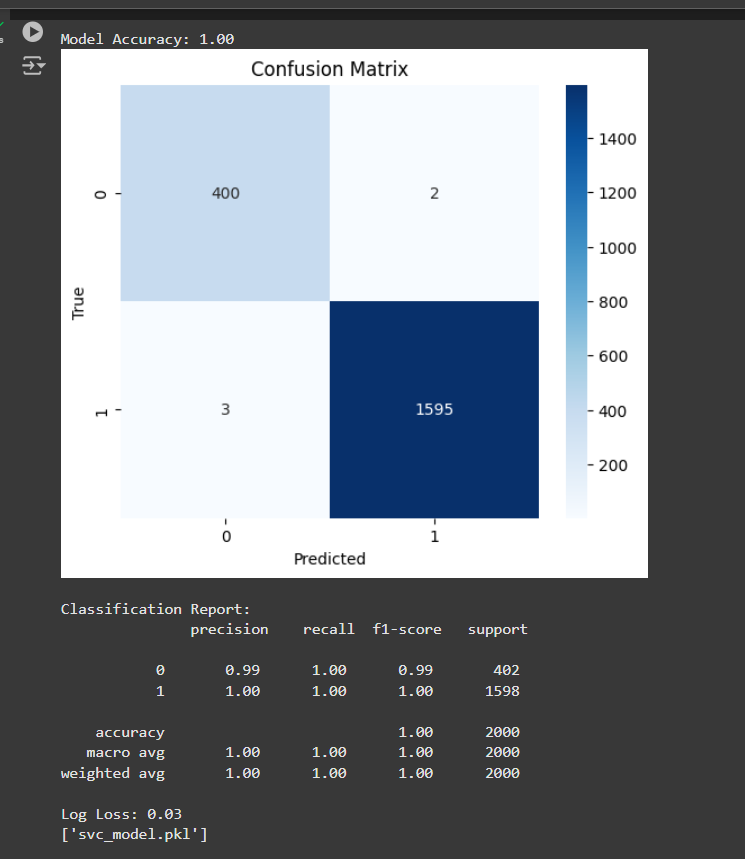 Model Accuracy: 1.00
Confusion Matrix
1400
0
400
2
1200
1000
True
800
600
1
3
1595
400
200
0
1
Predicted
Classification Report:
precision recall f1-score support
0 0.99 1.00 0.99 402
1 1.00 1.00 1.00 1598
accuracy 1.00 2000
macro avg 1.00 1.00 1.00 2000
weighted avg 1.00 1.00 1.00 2000
Log Loss: 0.03
['svc_model.pkl']